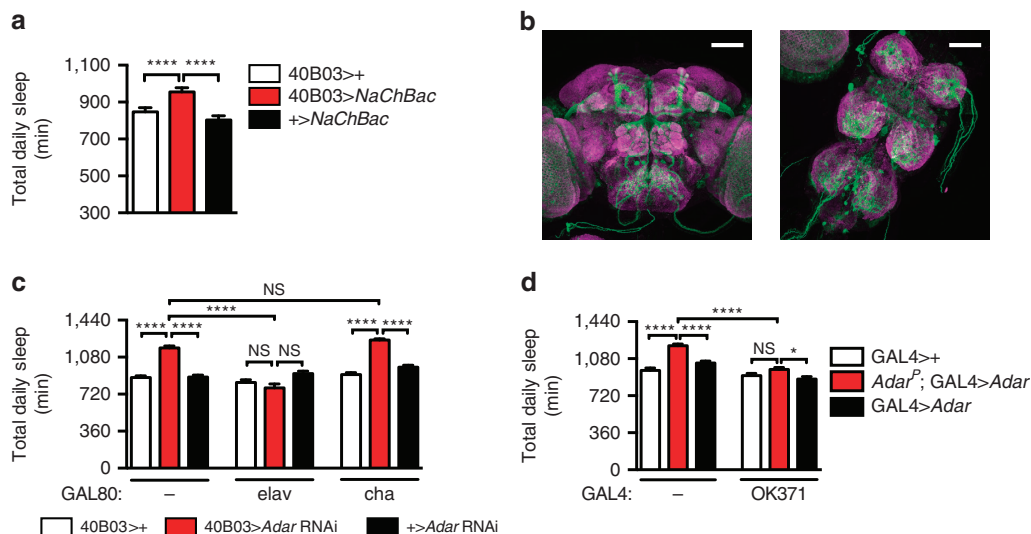 a
Total daily sleep
(min)
1,100
900
700
500
300
**** ****
40B03>+
40B03>NaChBac
+>NaChBac
b
c
Total daily sleep
(min)
1,440
1,080
720
360
0
NS
****
**** ****
NS NS
**** ****
GAL80: – elav cha
40B03>+ 40B03>Adar RNAi +>Adar RNAi
d
Total daily sleep
(min)
1,440
1,080
720
360
0
****
**** ****
NS *
GAL4: – OK371
GAL4>+
Adar^P; GAL4>Adar
GAL4>Adar